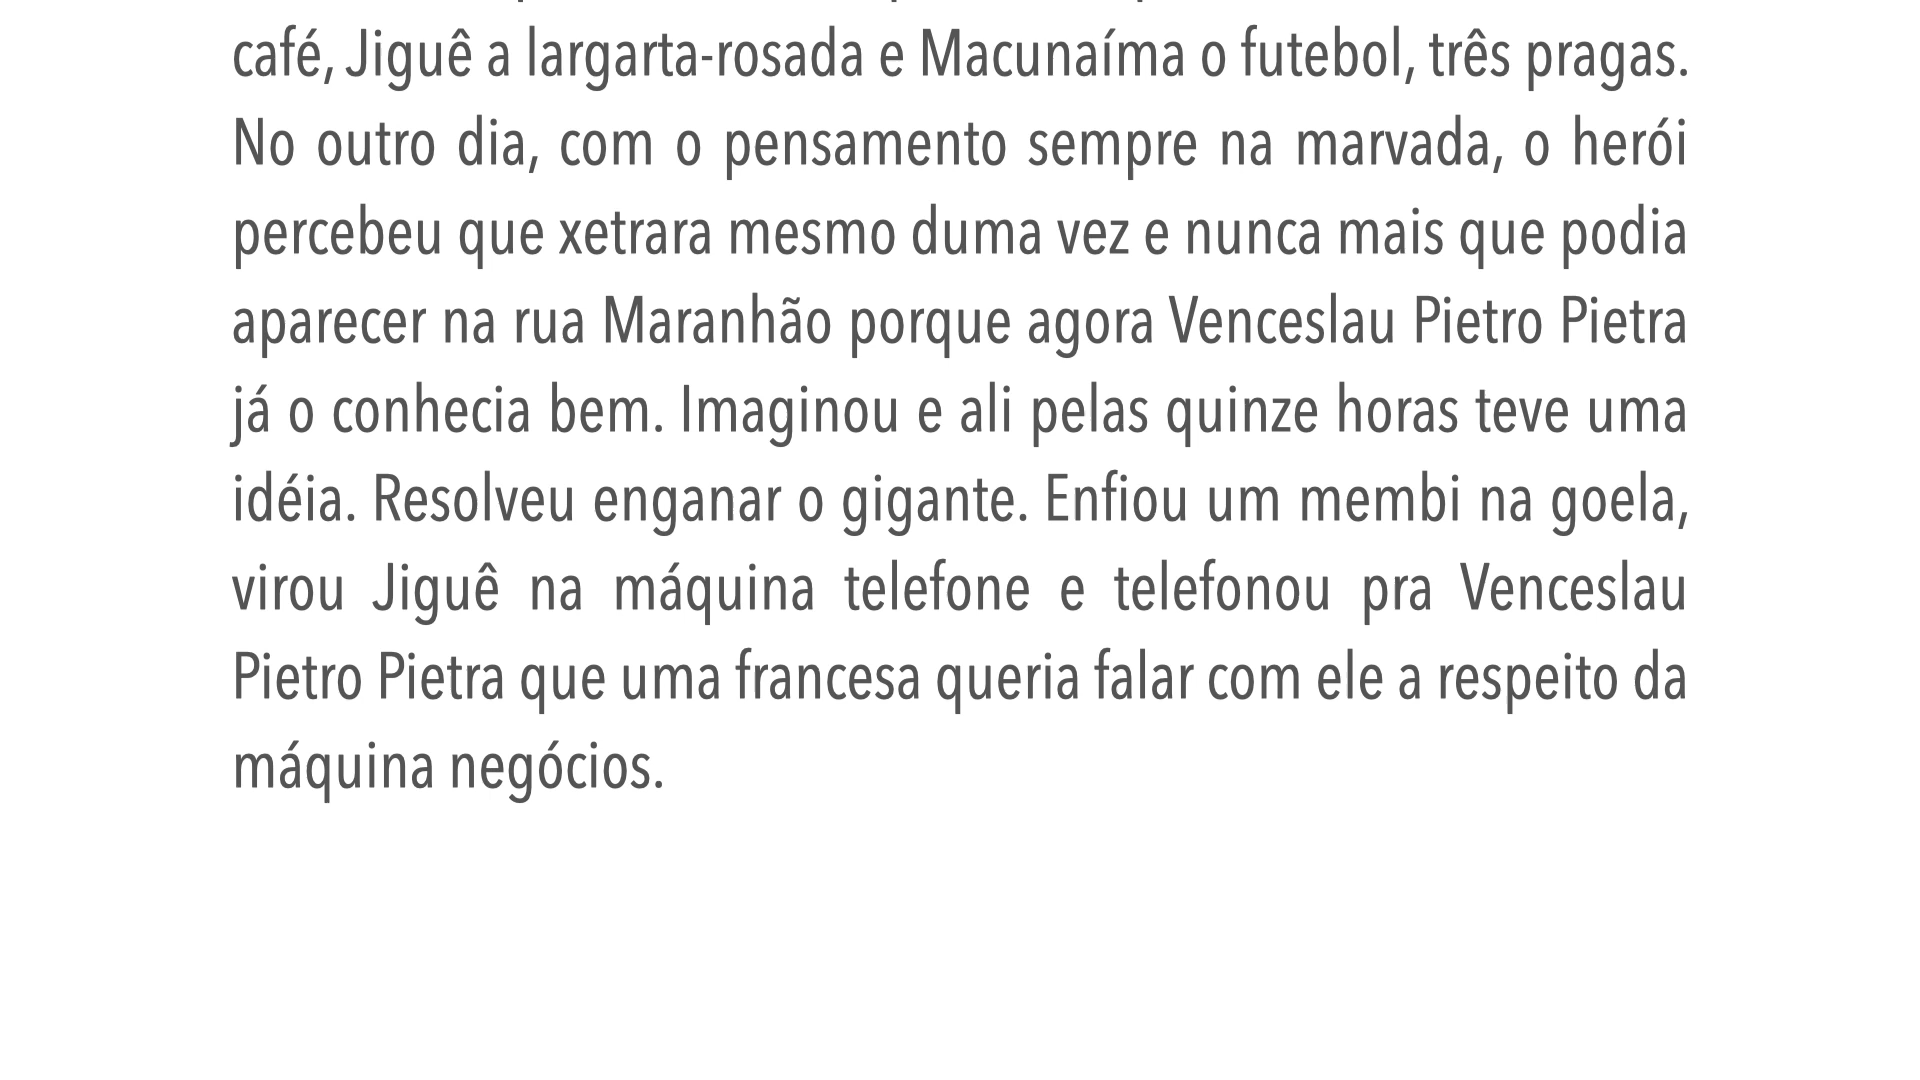 café, Jiguê a largarta-rosada e Macunaíma o futebol, três pragas.
No outro dia, com o pensamento sempre na marvada, o herói
percebeu que xetrara mesmo duma vez e nunca mais que podia
aparecer na rua Maranhão porque agora Venceslau Pietro Pietra
já o conhecia bem. Imaginou e ali pelas quinze horas teve uma
idéia. Resolveu enganar o gigante. Enfiou um membi na goela,
virou Jiguê na máquina telefone e telefonou pra Venceslau
Pietro Pietra que uma francesa queria falar com ele a respeito da
máquina negócios.